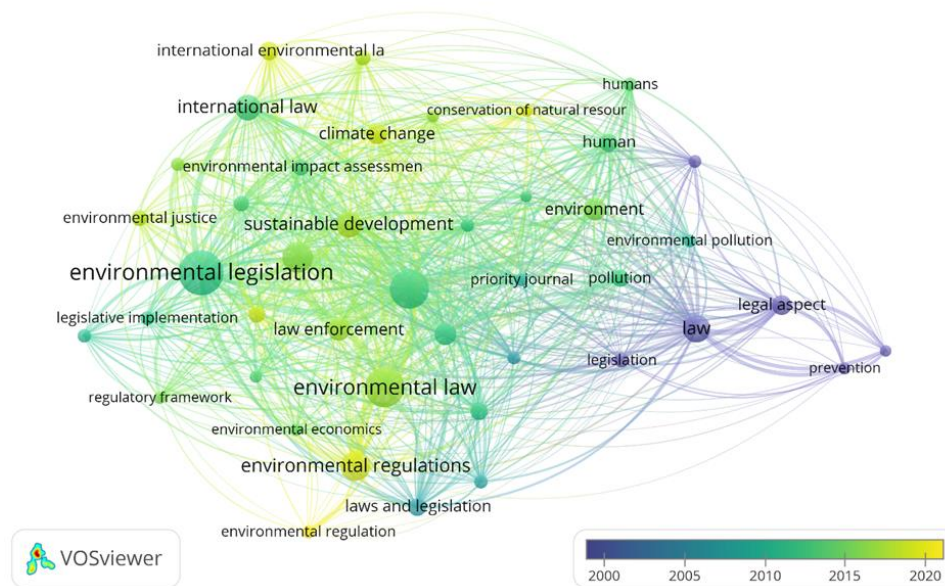 international environmental la
humans
international law
conservation of natural resour
climate change
human
environmental impact assessmen
environment
environmental justice
sustainable development
environmental pollution
environmental legislation
priority journal
pollution
legal aspect
legislative implementation
law enforcement
law
legislation
prevention
environmental law
regulatory framework
environmental economics
environmental regulations
laws and legislation
environmental regulation
VOSviewer
2000 2005 2010 2015 2020